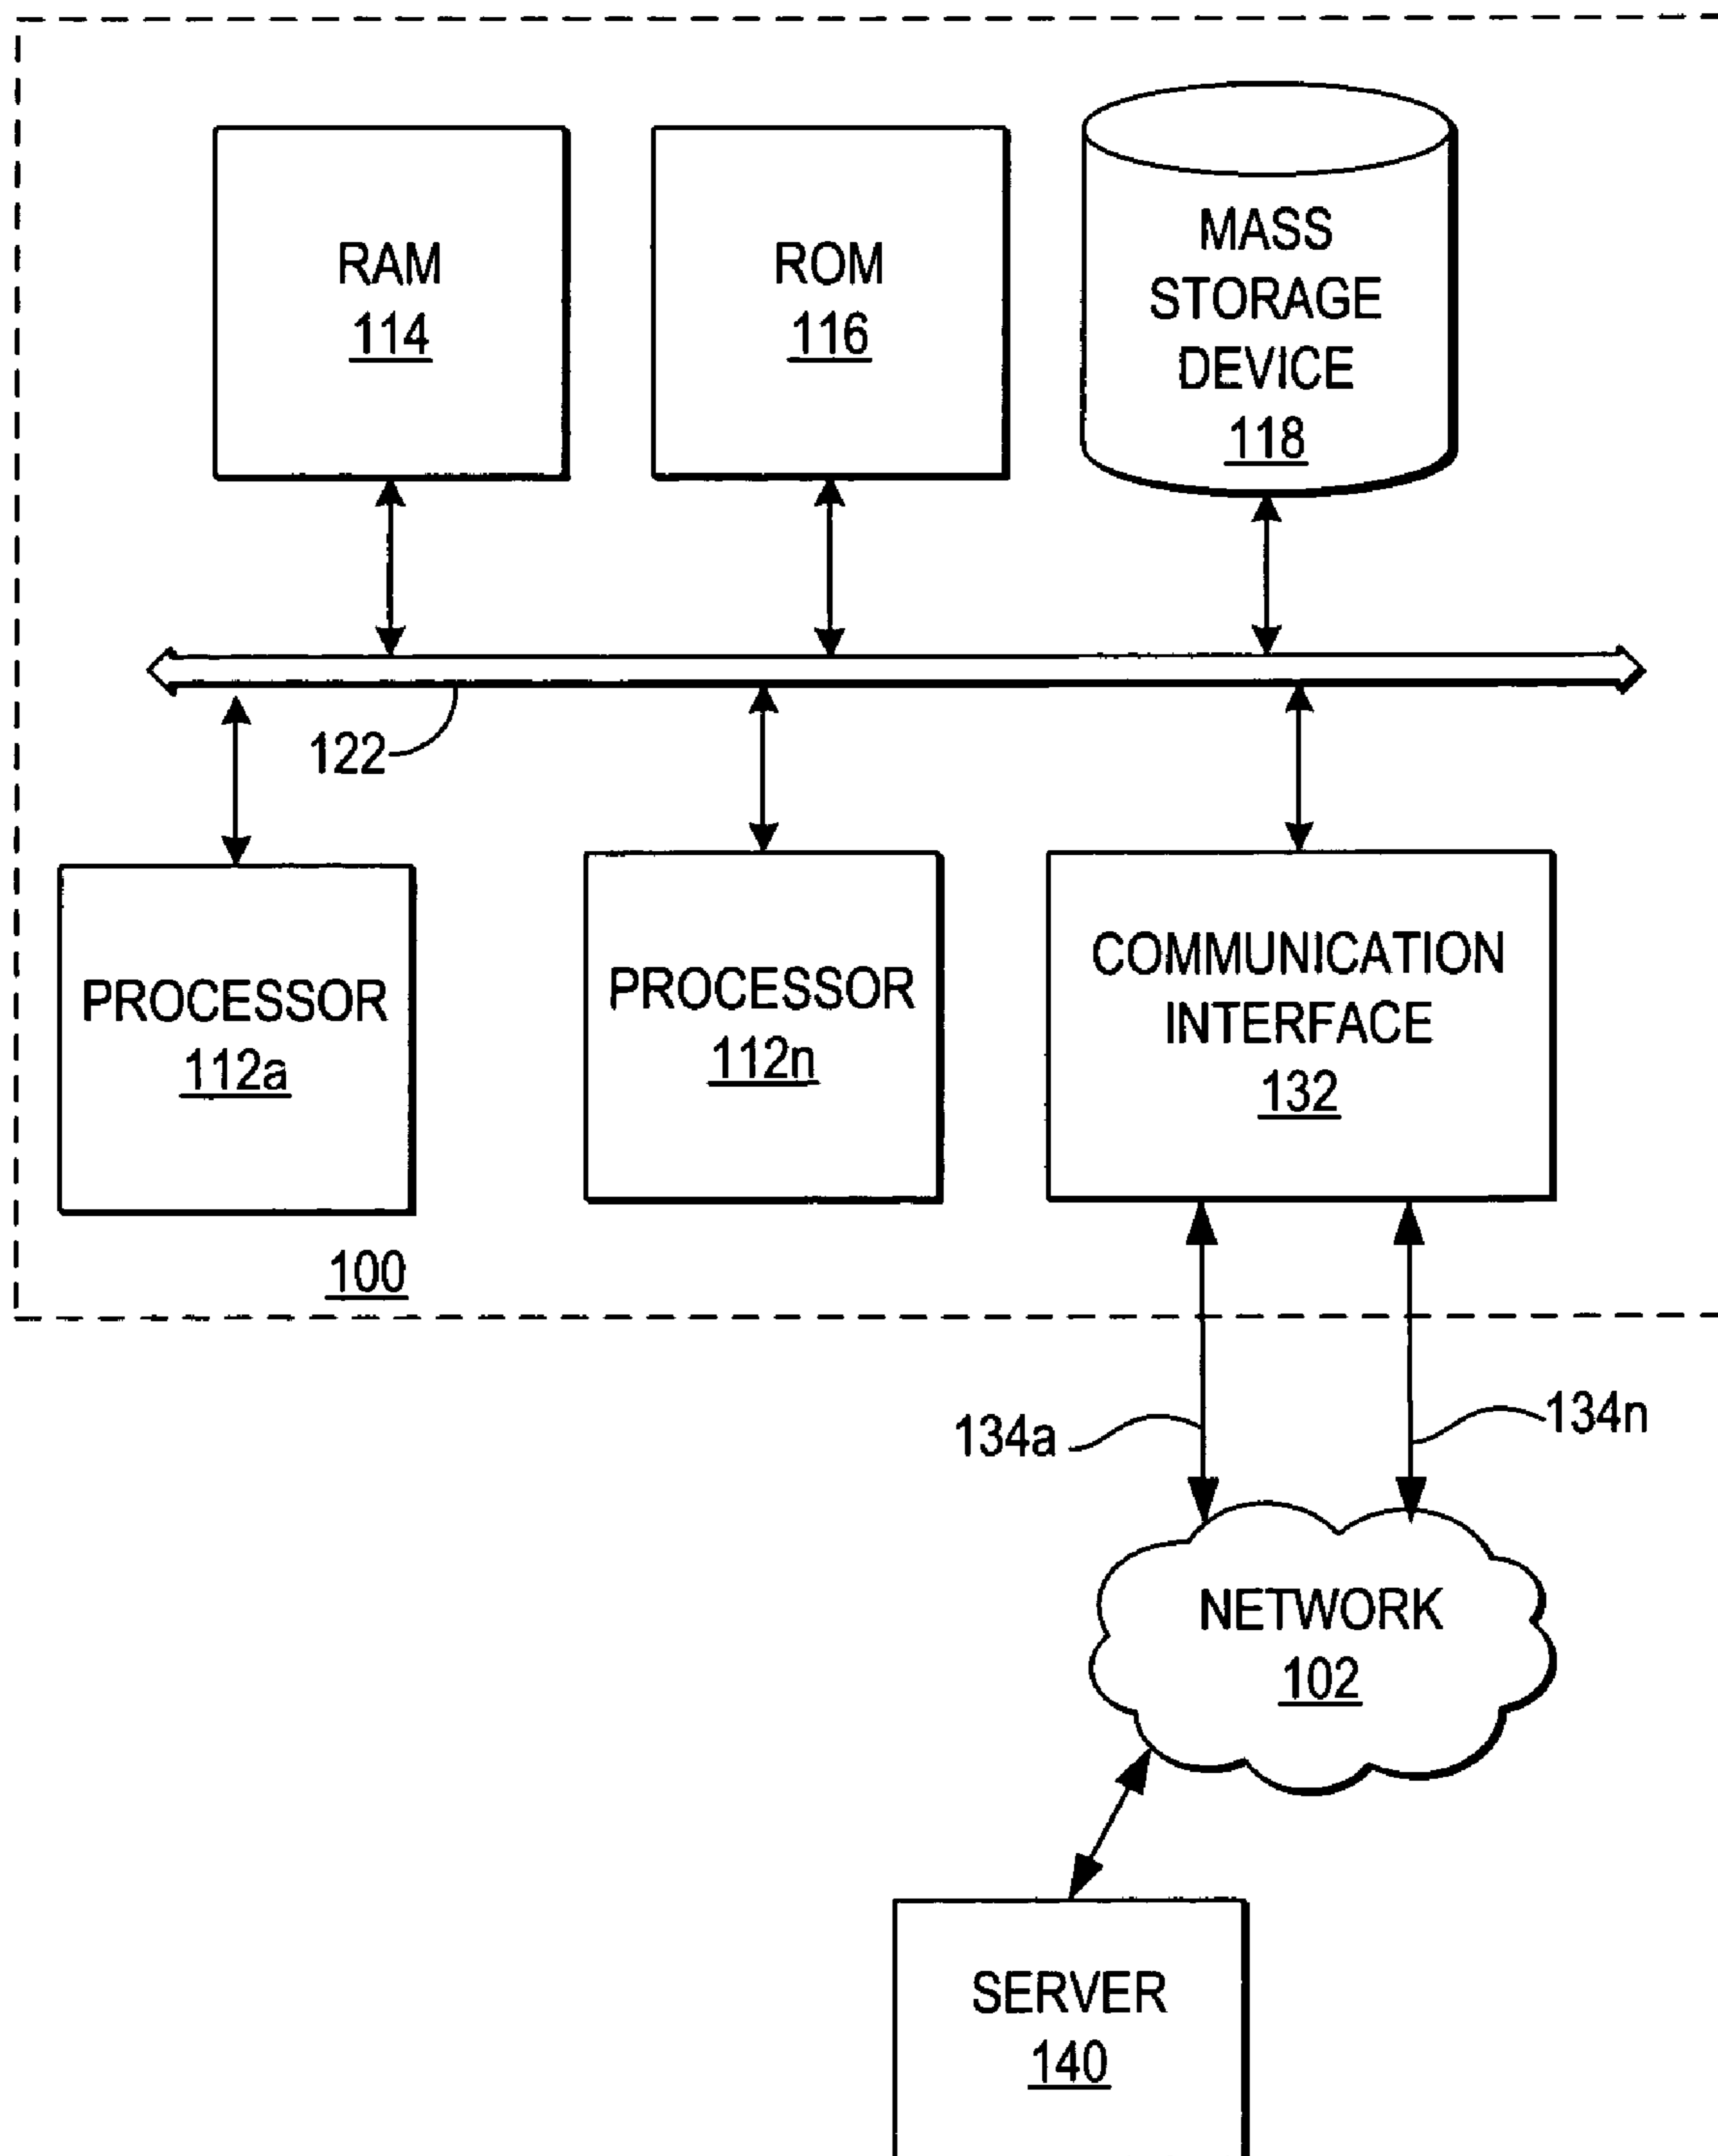 RAM
114
ROM
116
MASS
STORAGE
DEVICE
118
122
PROCESSOR
112a
PROCESSOR
112n
COMMUNICATION
INTERFACE
132
100
134a
134n
NETWORK
102
SERVER
140